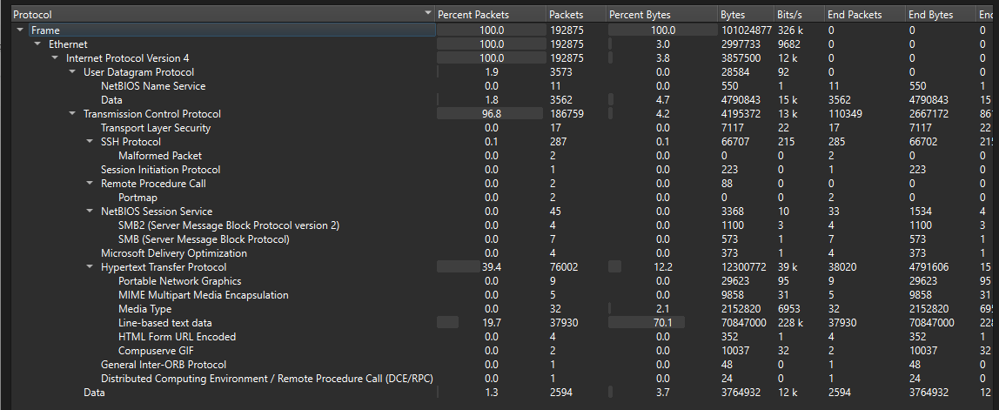 Protocol Percent Packets Packets Percent Bytes Bytes Bits/s End Packets End Bytes End
Frame 100.0 192875 100.0 101024877 326 k 0 0 0
Ethernet 100.0 192875 3.0 2997733 9682 0 0 0
Internet Protocol Version 4 100.0 192875 3.8 3857500 12 k 0 0 0
User Datagram Protocol 1.9 3573 0.0 28584 92 0 0 0
NetBIOS Name Service 0.0 11 0.0 550 1 11 550 1
Data 1.8 3562 4.7 4790843 15 k 3562 4790843 15
Transmission Control Protocol 96.8 186759 4.2 4195372 13 k 110349 2667172 861
Transport Layer Security 0.0 17 0.0 7117 22 17 7117 22
SSH Protocol 0.1 287 0.1 66707 215 285 66702 215
Malformed Packet 0.0 2 0.0 0 0 2 0 0
Session Initiation Protocol 0.0 1 0.0 223 0 1 223 0
Remote Procedure Call 0.0 2 0.0 88 0 0 0 0
Portmap 0.0 2 0.0 0 0 2 0 0
NetBIOS Session Service 0.0 45 0.0 3368 10 33 1534 4
SMB2 (Server Message Block Protocol version 2) 0.0 4 0.0 1100 3 4 1100 3
SMB (Server Message Block Protocol) 0.0 7 0.0 573 1 7 573 1
Microsoft Delivery Optimization 0.0 4 0.0 373 1 4 373 1
Hypertext Transfer Protocol 39.4 76002 12.2 12300772 39 k 38020 4791606 15
Portable Network Graphics 0.0 9 0.0 29623 95 9 29623 95
MIME Multipart Media Encapsulation 0.0 5 0.0 9858 31 5 9858 31
Media Type 0.0 32 2.1 2152820 6953 32 2152820 695
Line-based text data 19.7 37930 70.1 70847000 228 k 37930 70847000 228
HTML Form URL Encoded 0.0 4 0.0 352 1 4 352 1
Compuserve GIF 0.0 2 0.0 10037 32 2 10037 32
General Inter-ORB Protocol 0.0 1 0.0 48 0 1 48 0
Distributed Computing Environment / Remote Procedure Call (DCE/RPC) 0.0 1 0.0 24 0 1 24 0
Data 1.3 2594 3.7 3764932 12 k 2594 3764932 12